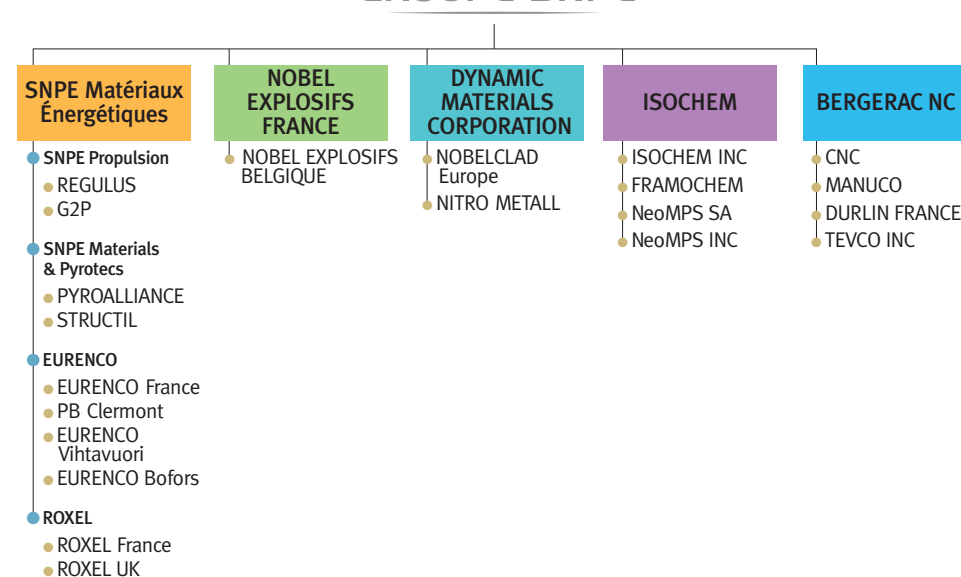 SNPE Matériaux
Énergétiques
SNPE Propulsion
REGULUS
G2P
SNPE Materials
& Pyrotecs
PYROALLIANCE
STRUCTIL
EURENCO
EURENCO France
PB Clermont
EURENCO
Vihtavuori
EURENCO Bofors
ROXEL
ROXEL France
ROXEL UK
NOBEL
EXPLOSIFS
FRANCE
NOBEL EXPLOSIFS
BELGIQUE
DYNAMIC
MATERIALS
CORPORATION
NOBELCLAD
Europe
NITRO METALL
ISOCHEM
ISOCHEM INC
FRAMOCHEM
NeoMPS SA
NeoMPS INC
BERGERAC NC
CNC
MANUCO
DURLIN FRANCE
TEVCO INC